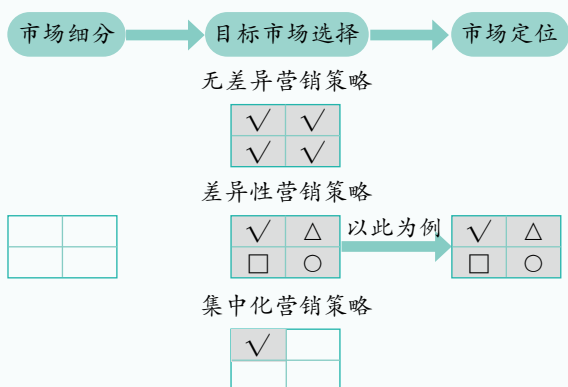 市场细分 目标市场选择 市场定位
无差异营销策略
√ √
√ √
差异性营销策略
√ △ 以此为例 √ △
□ ○ □ ○
集中化营销策略
√